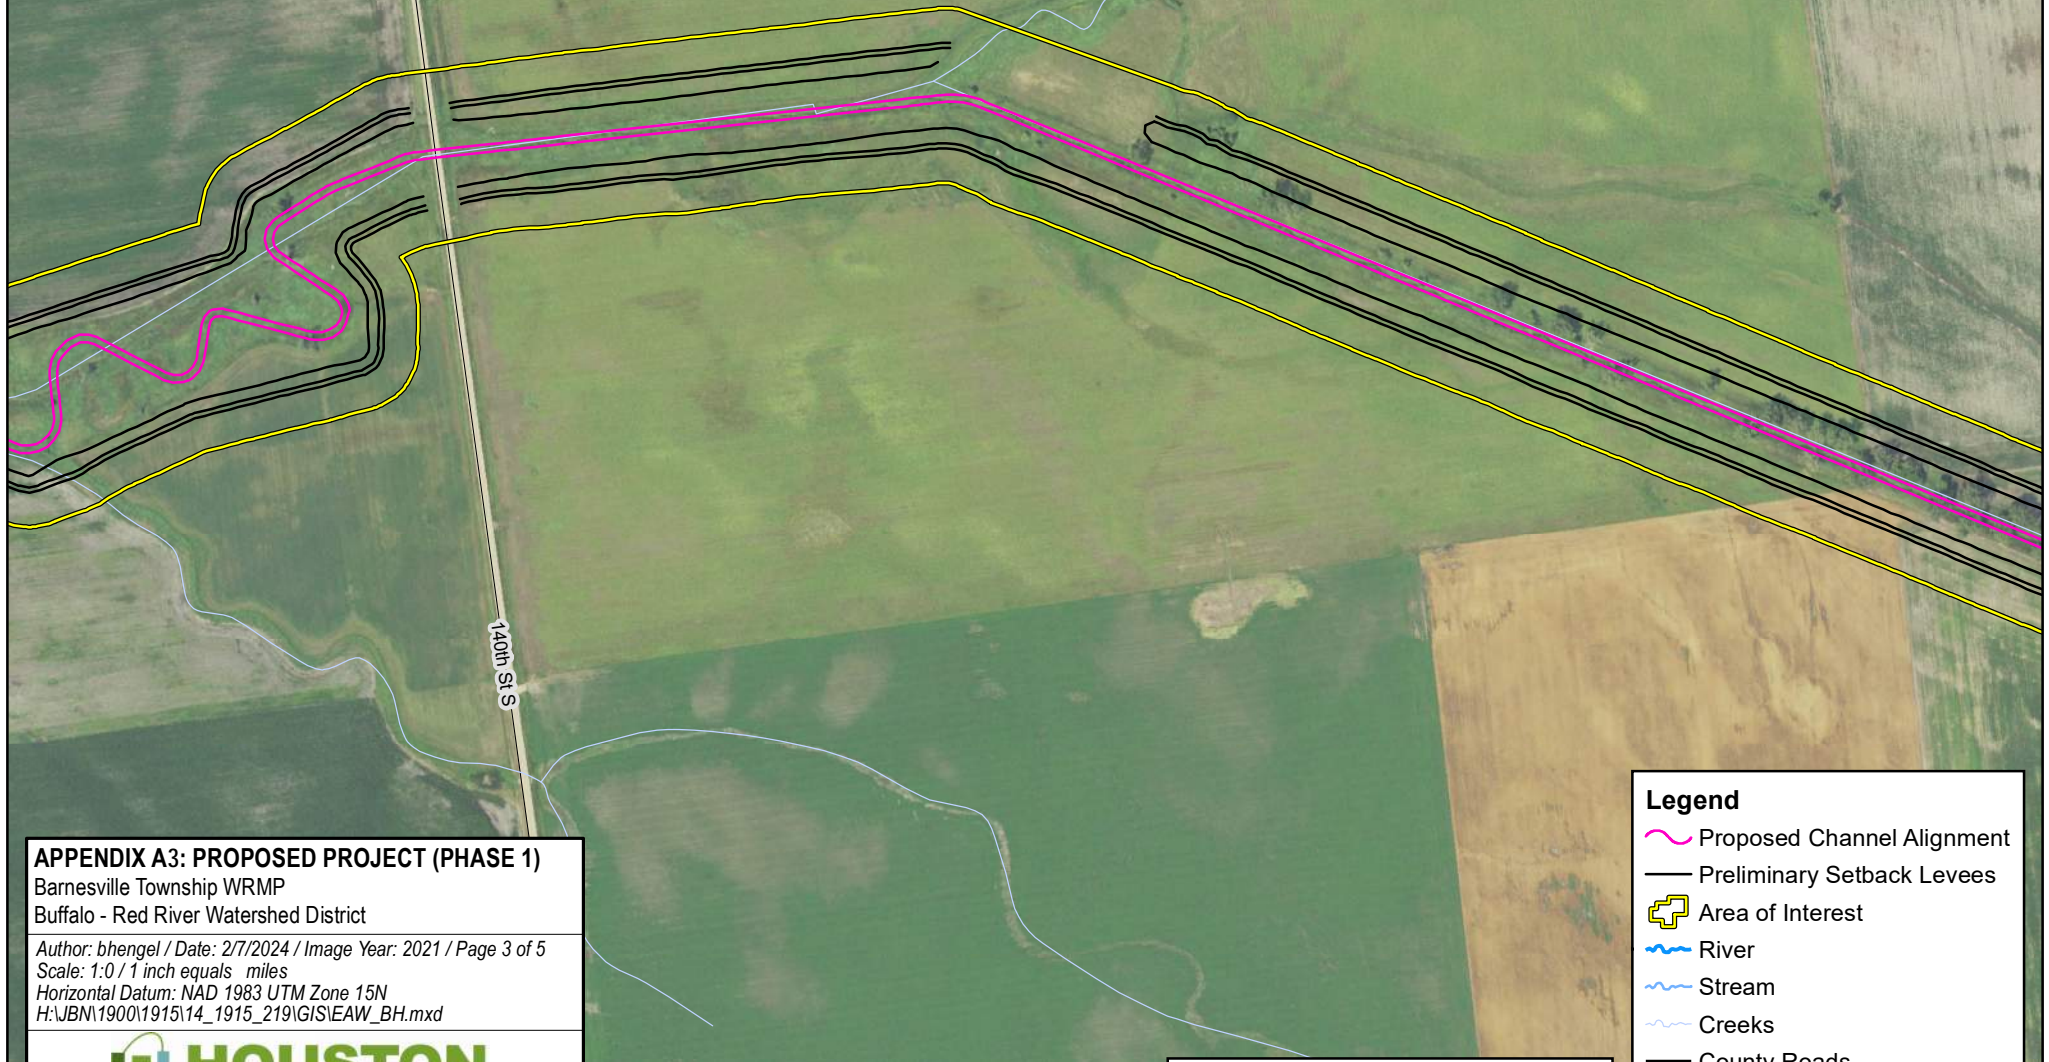 140th St S
APPENDIX A3: PROPOSED PROJECT (PHASE 1)
Barnesville Township WRMP
Buffalo - Red River Watershed District
Author: bhengel / Date: 2/7/2024 / Image Year: 2021 / Page 3 of 5
Scale: 1:0 / 1 inch equals   miles
Horizontal Datum: NAD 1983 UTM Zone 15N
H:\JBN\1900\1915\14_1915_219\GIS\EAW_BH.mxd
HOUSTON
Legend
Proposed Channel Alignment
Preliminary Setback Levees
Area of Interest
River
Stream
Creeks
County Roads